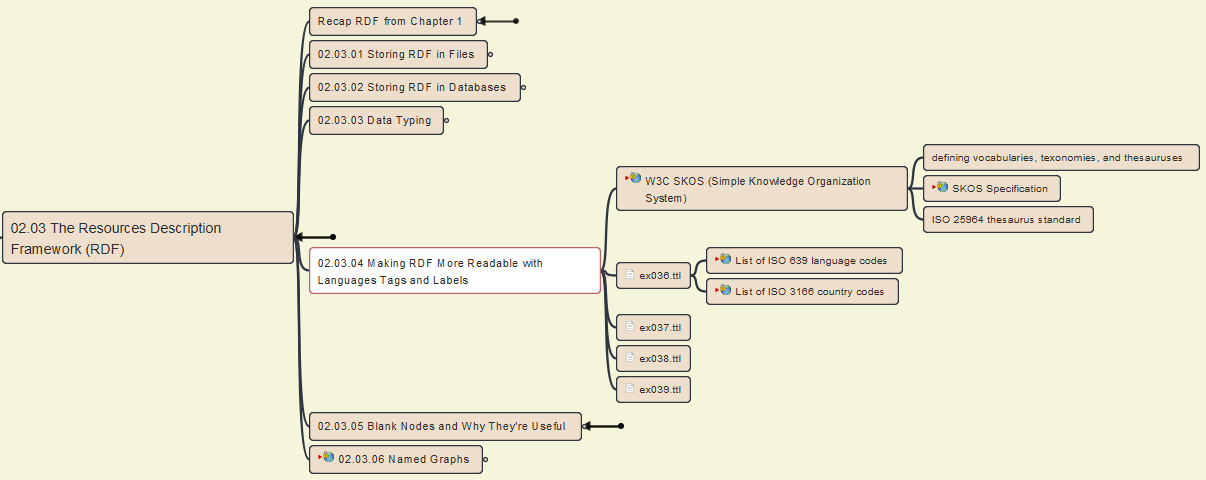 Recap RDF from Chapter 1
02.03.01 Storing RDF in Files
02.03.02 Storing RDF in Databases
02.03.03 Data Typing
02.03 The Resources Description
Framework (RDF)
02.03.04 Making RDF More Readable with
Languages Tags and Labels
W3C SKOS (Simple Knowledge Organization
System)
defining vocabularies, texonomies, and thesauruses
SKOS Specification
ISO 25964 thesaurus standard
ex036.ttl
List of ISO 639 language codes
List of ISO 3166 country codes
ex037.ttl
ex038.ttl
ex039.ttl
02.03.05 Blank Nodes and Why They're Useful
02.03.06 Named Graphs